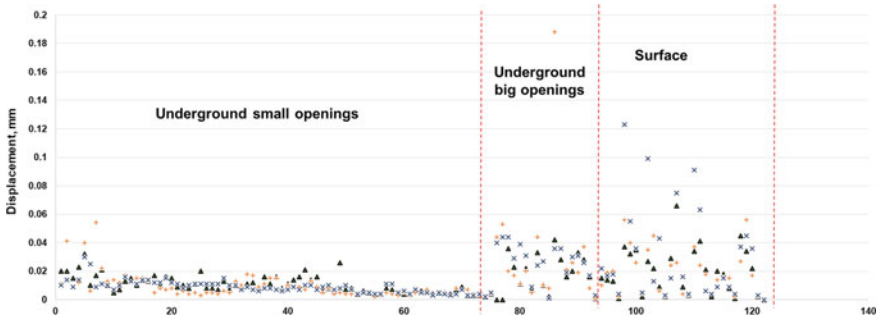 0.2
0.18
0.16
0.14
0.12
0.1
0.08
0.06
0.04
0.02
0
Displacement, mm
Underground small openings
Underground
big openings
Surface
0 20 40 60 80 100 120 140